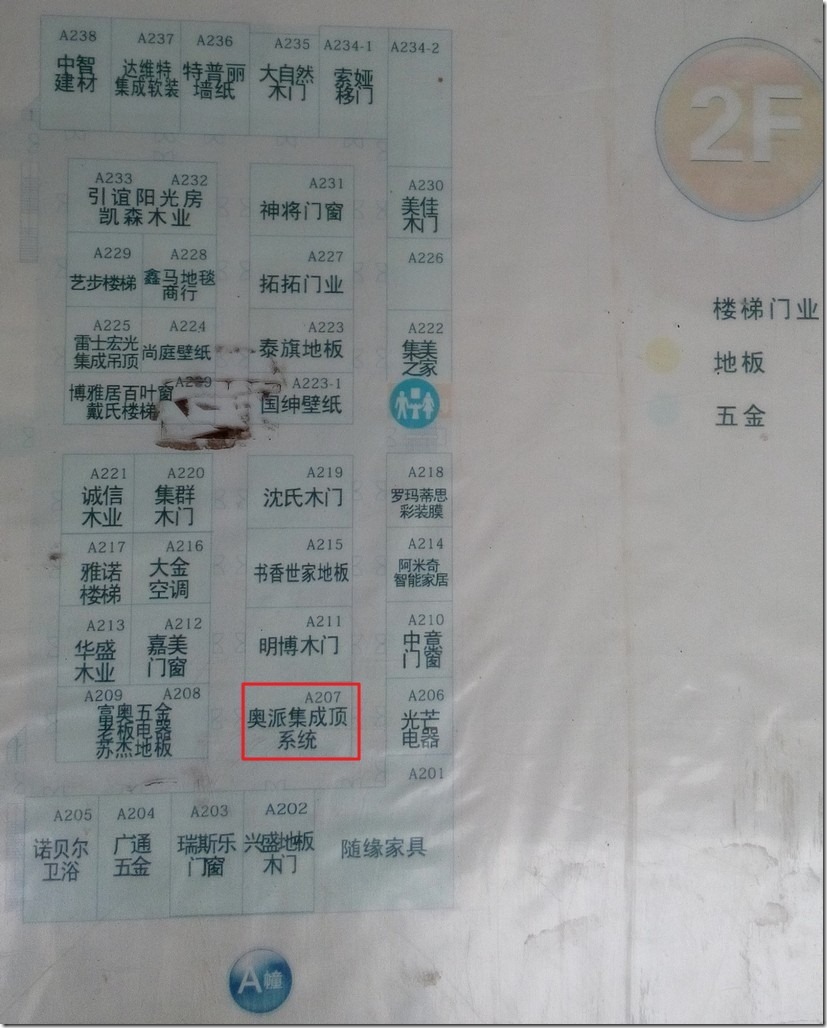 A238 A237 A236 A235 A234-1 A234-2
中智 达维特 特普丽 大自然 索娅
建材 集成软装 墙纸 木门 移门
2F
A233 A232 A231 A230
引谊阳光房 神将门窗 美佳
凯森木业 木门
A229 A228 A227 A226
艺步楼梯 鑫马地毯 拓拓门业
商行
楼梯门业
A225 A224 A223 A222
雷士宏光 尚庭壁纸 泰旗地板 集美
集成吊顶 之家
地板
A223-1
博雅居百叶窗 国绅壁纸
戴氏楼梯
五金
A221 A220 A219 A218
诚信 集群 沈氏木门 罗玛蒂思
木业 木门 彩装膜
A217 A216 A215 A214
雅诺 大金 书香世家地板 阿米奇
楼梯 空调 智能家居
A213 A212 A211 A210
华盛 嘉美 明博木门 中意
木业 门窗 门窗
A209 A208 A207 A206
富奥五金 奥派集成顶 光芒
老板电器 系统 电器
苏杰地板
A201
A205 A204 A203 A202
诺贝尔 广通 瑞斯乐 兴盛地板 随缘家具
卫浴 五金 门窗 木门
A幢